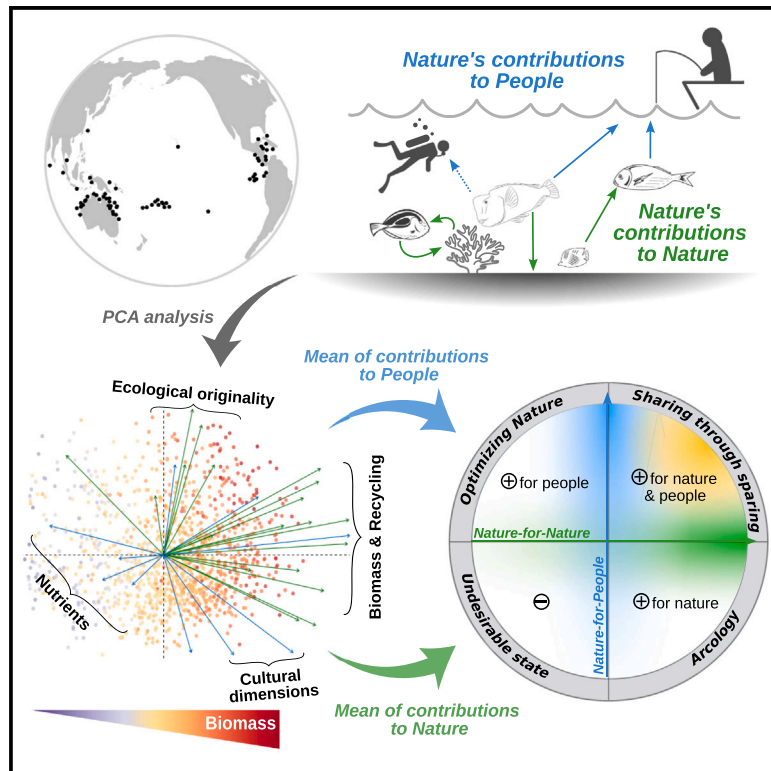 Nature's contributions
to People
Nature's
contributions
to Nature
PCA analysis
Mean of contributions
to People
Ecological originality
Biomass & Recycling
Nutrients
Cultural
dimensions
Biomass
Mean of contributions
to Nature
Optimizing Nature
Sharing through sparing
⊕ for people
⊕ for nature
& people
Nature-for-Nature
Nature-for-People
⊖
⊕ for nature
Undesirable state
Arcology